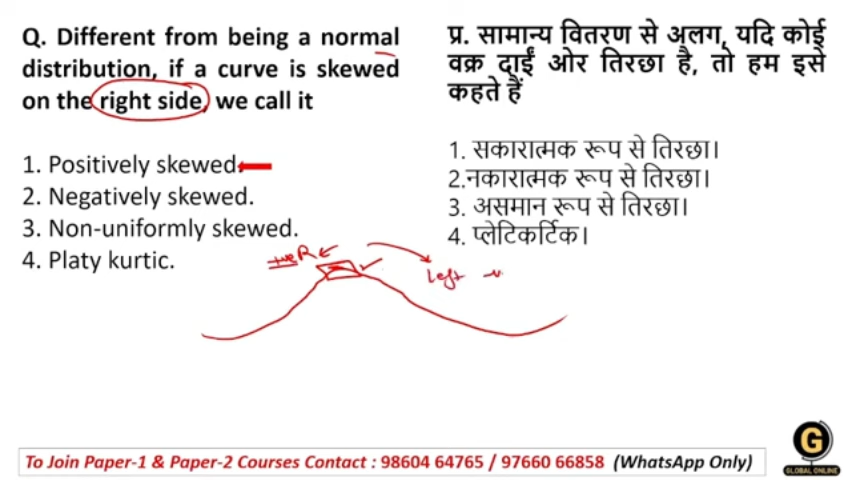 Q. Different from being a normal
distribution, if a curve is skewed
on the right side, we call it
1. Positively skewed.
2. Negatively skewed.
3. Non-uniformly skewed.
4. Platy kurtic.
प्र. सामान्य वितरण से अलग, यदि कोई
वक्र दाईं ओर तिरछा है, तो हम इसे
कहते हैं
1. सकारात्मक रूप से तिरछा।
2.नकारात्मक रूप से तिरछा।
3. असमान रूप से तिरछा।
4. प्लेटिकर्टिक।
+ve R
left
G
GLOBAL ONLINE
To Join Paper-1 & Paper-2 Courses Contact : 98604 64765 / 97660 66858 (WhatsApp Only)